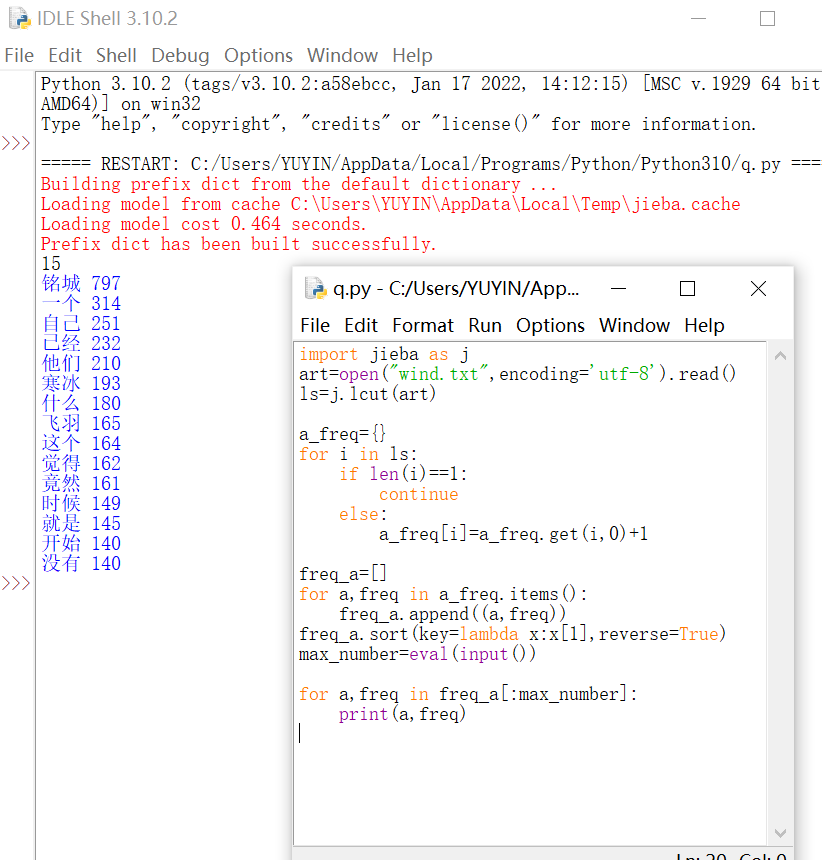 IDLE Shell 3.10.2
File Edit Shell Debug Options Window Help
Python 3.10.2 (tags/v3.10.2:a58ebcc, Jan 17 2022, 14:12:15) [MSC v.1929 64 bit
AMD64)] on win32
Type "help", "copyright", "credits" or "license()" for more information.
>>>
===== RESTART: C:/Users/YUYIN/AppData/Local/Programs/Python/Python310/q.py ====
Building prefix dict from the default dictionary ...
Loading model from cache C:\Users\YUYIN\AppData\Local\Temp\jieba.cache
Loading model cost 0.464 seconds.
Prefix dict has been built successfully.
15
铭城 797
一个 314
自己 251
已经 232
他们 210
寒冰 193
什么 180
飞羽 165
这个 164
觉得 162
竟然 161
时候 149
就是 145
开始 140
没有 140
>>>
q.py - C:/Users/YUYIN/App...
File Edit Format Run Options Window Help
import jieba as j
art=open("wind.txt",encoding='utf-8').read()
ls=j.lcut(art)
a_freq={}
for i in ls:
    if len(i)==1:
        continue
    else:
        a_freq[i]=a_freq.get(i,0)+1
freq_a=[]
for a,freq in a_freq.items():
    freq_a.append((a,freq))
freq_a.sort(key=lambda x:x[1],reverse=True)
max_number=eval(input())
for a,freq in freq_a[:max_number]:
    print(a,freq)
Ln: 20 Col: 0